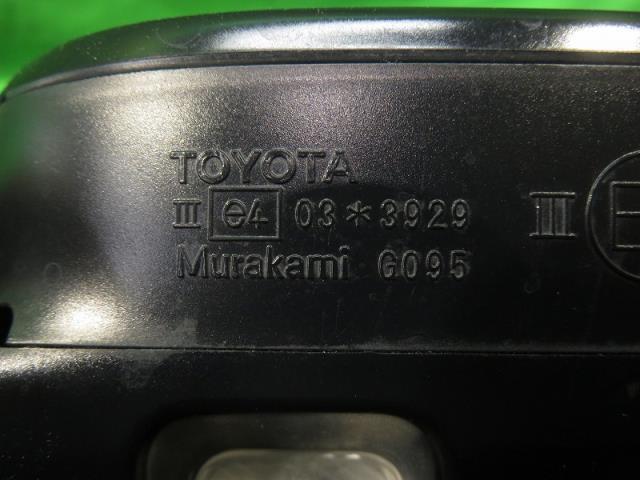 TOYOTA
III e4 03*3929 III E
Murakami G095